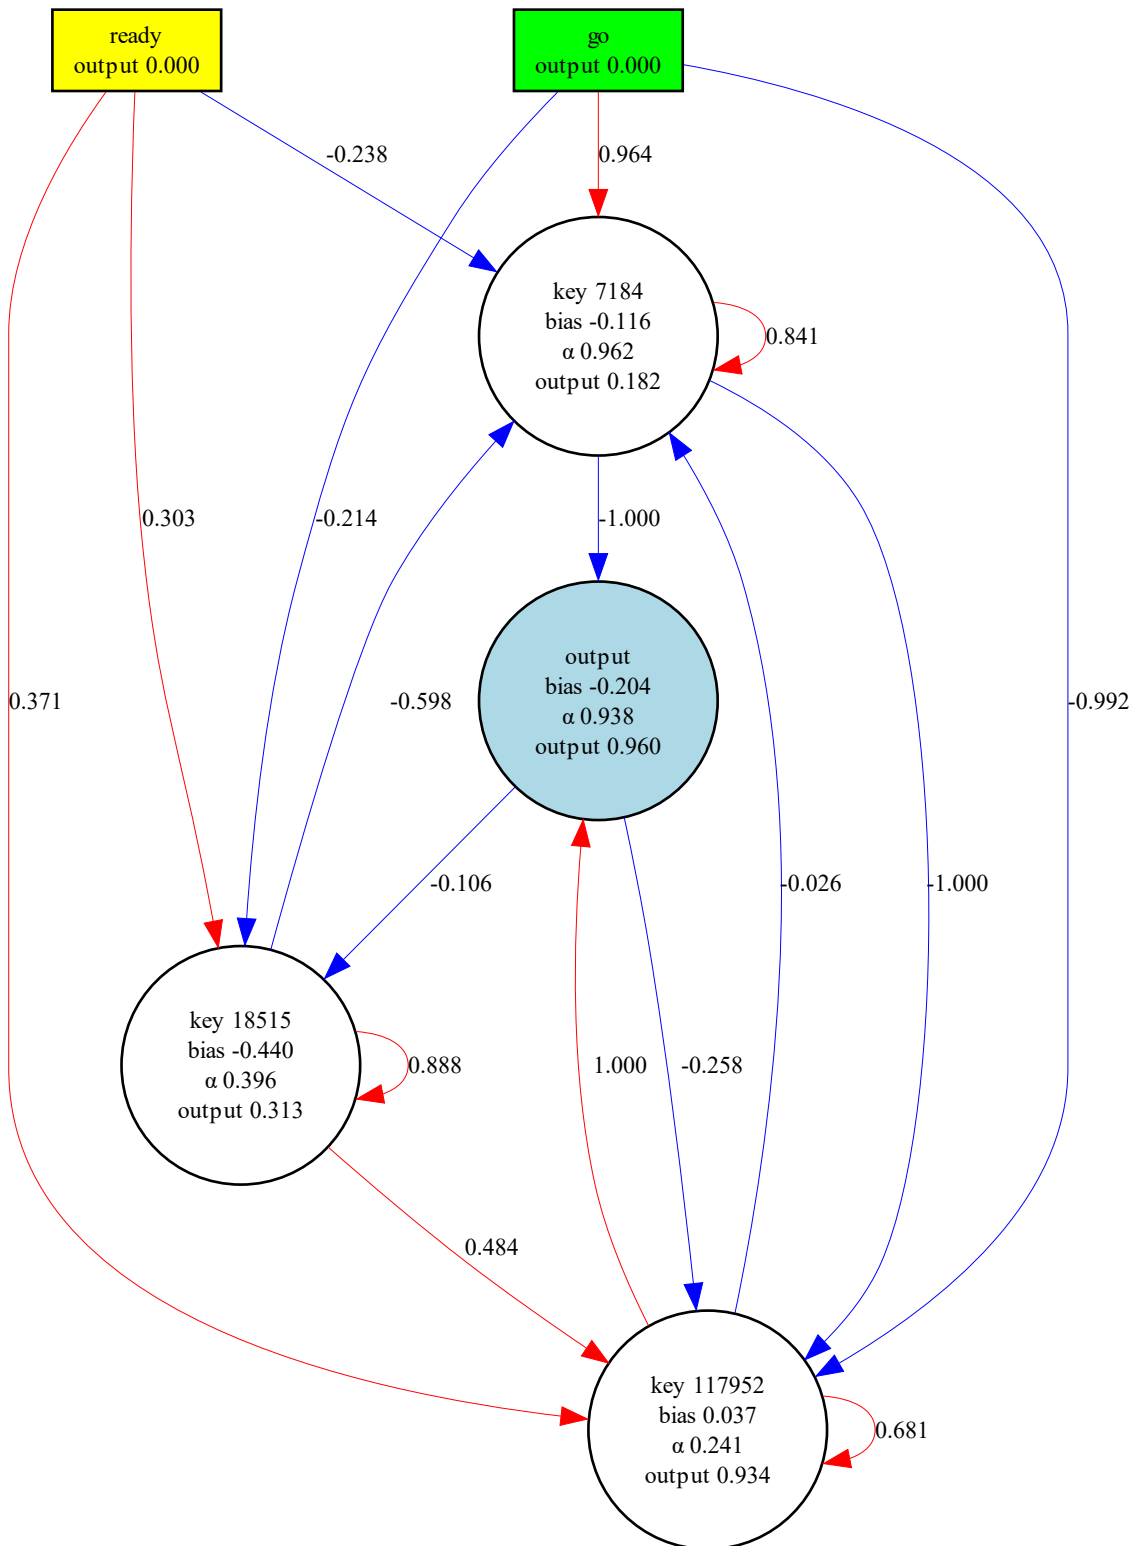 ready
output 0.000
go
output 0.000
-0.238
0.964
key 7184
bias -0.116
α 0.962
output 0.182
0.841
0.303
-0.214
-1.000
output
bias -0.204
α 0.938
output 0.960
0.371
-0.598
-0.992
-0.106
-0.026
-1.000
key 18515
bias -0.440
α 0.396
output 0.313
0.888
1.000
-0.258
0.484
key 117952
bias 0.037
α 0.241
output 0.934
0.681